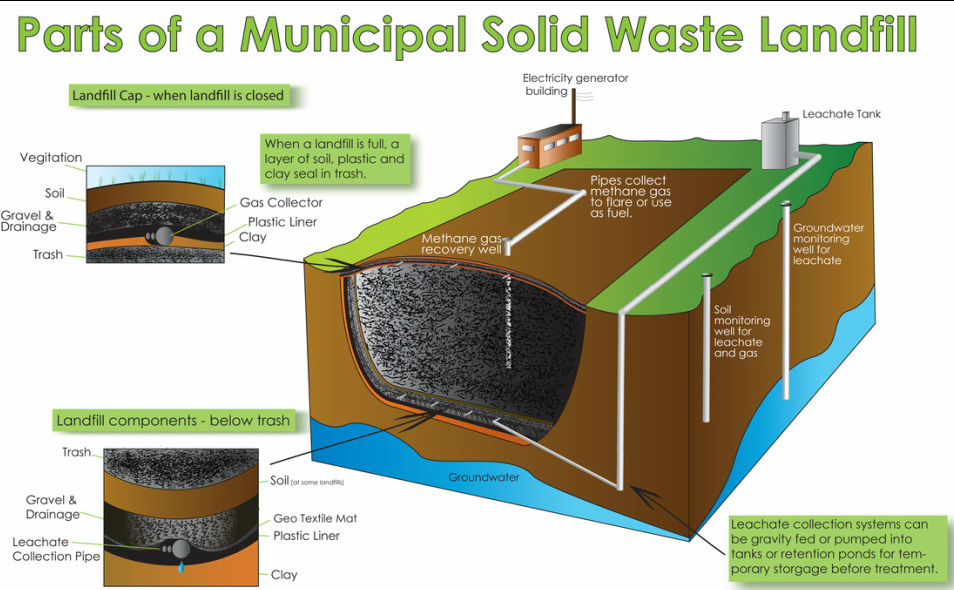 Parts of a Municipal Solid Waste Landfill
Landfill Cap - when landfill is closed
When a landfill is full, a
layer of soil, plastic and
clay seal in trash.
Vegitation
Soil
Gravel &
Drainage
Trash
Gas Collector
Plastic Liner
Clay
Electricity generator
building
Leachate Tank
Pipes collect
methane gas
to flare or use
as fuel.
Methane gas
recovery well
Groundwater
monitoring
well for
leachate
Soil
monitoring
well for
leachate
and gas
Groundwater
Landfill components - below trash
Trash
Gravel &
Drainage
Leachate
Collection Pipe
Soil (at some landfills)
Geo Textile Mat
Plastic Liner
Clay
Leachate collection systems can
be gravity fed or pumped into
tanks or retention ponds for tem-
porary storgage before treatment.